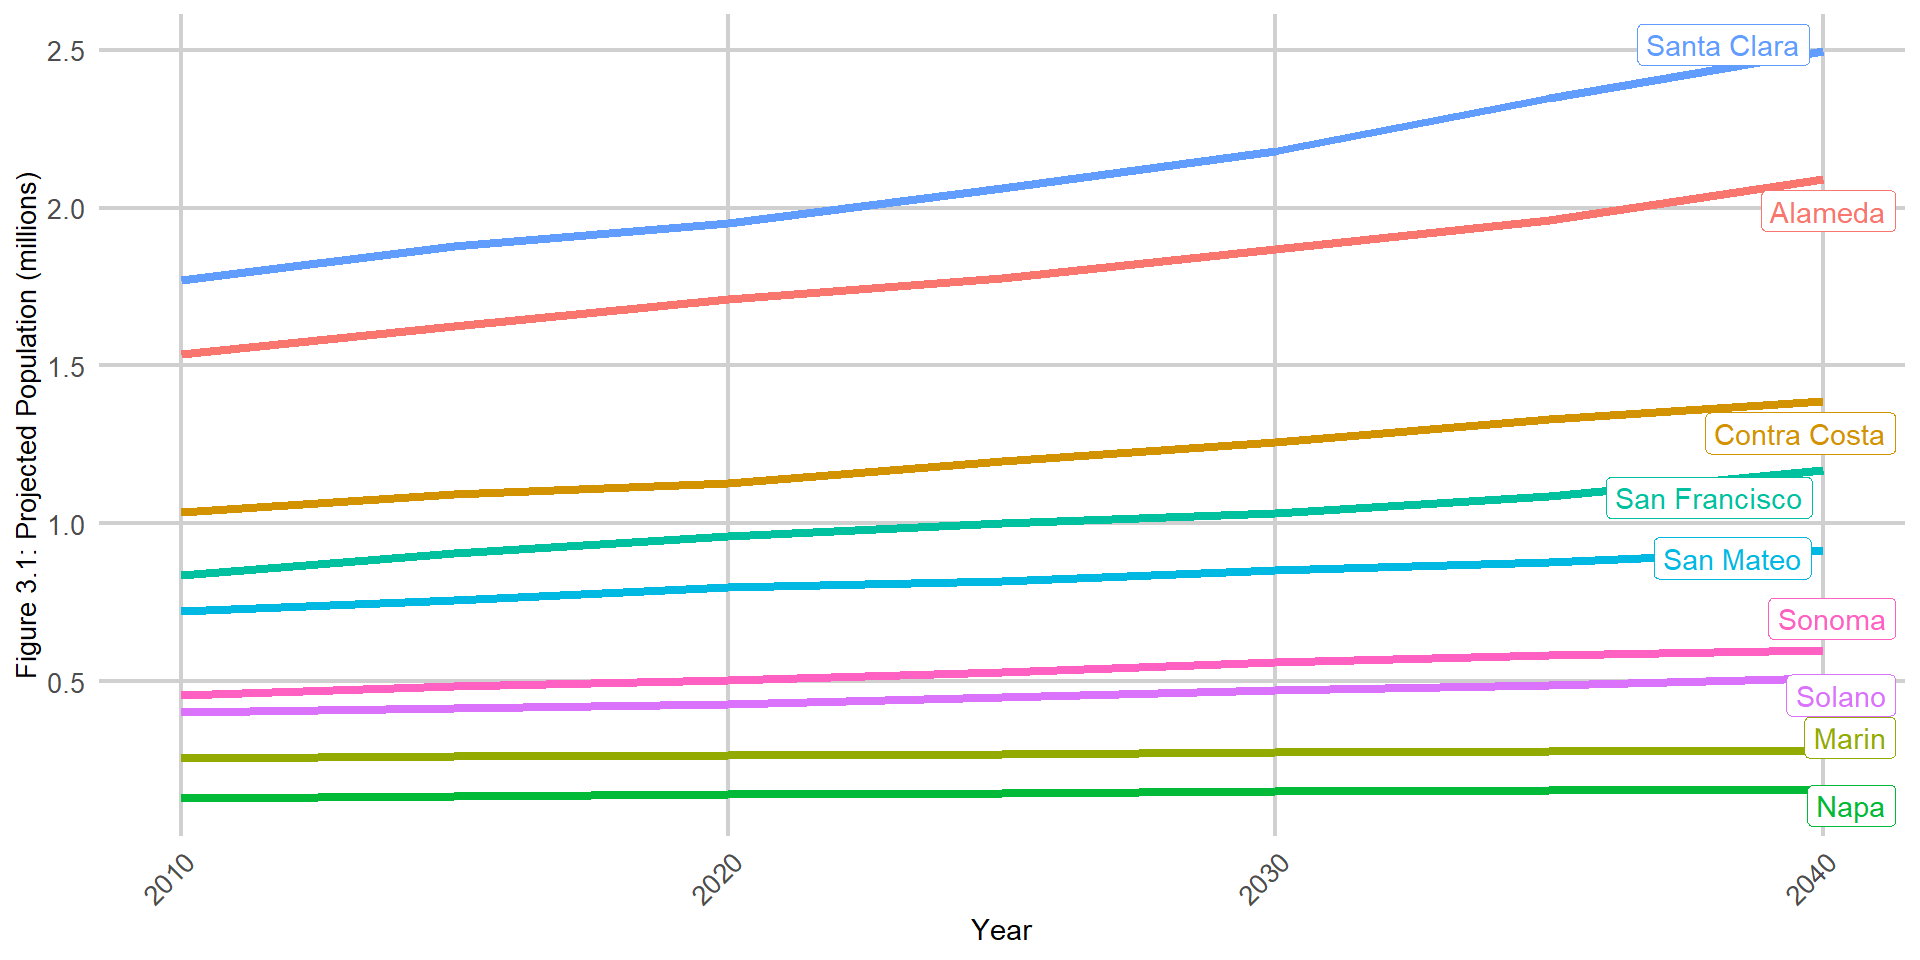 Figure 3.1: Projected Population (millions)
2.5
2.0
1.5
1.0
0.5
Santa Clara
Alameda
Contra Costa
San Francisco
San Mateo
Sonoma
Solano
Marin
Napa
2010
2020
2030
2040
Year